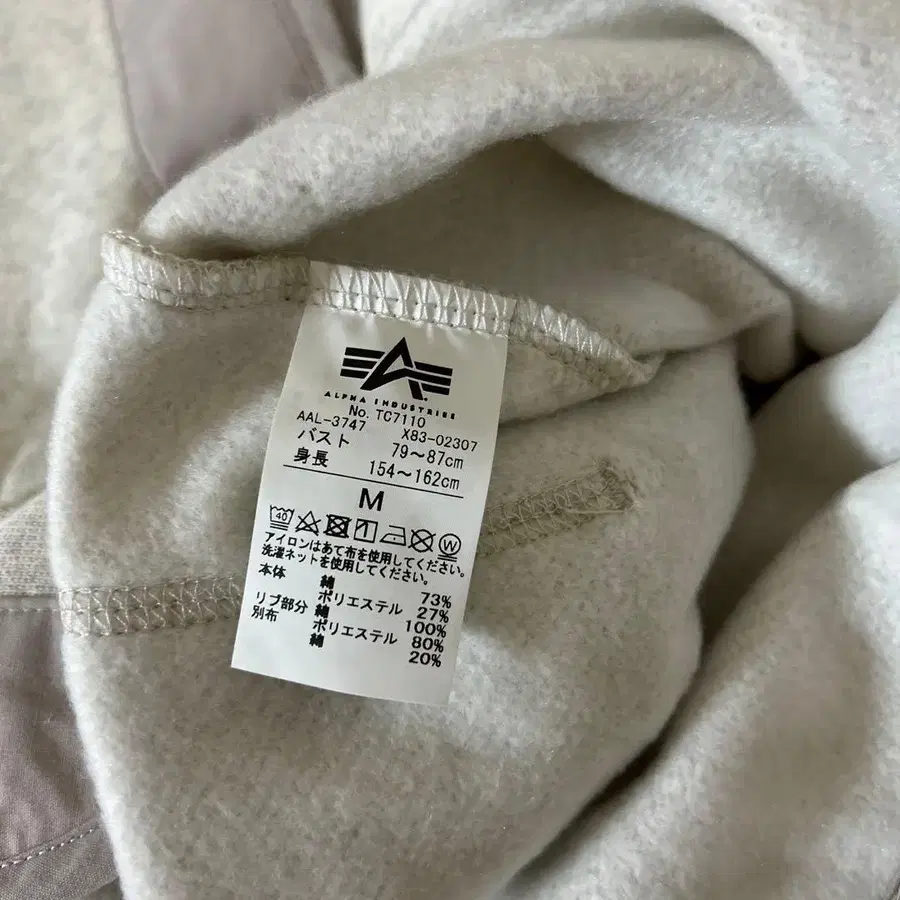 ALPHA INDUSTRIES
No. TC7110
AAL-3747 X83-02307
バスト 79～87cm
身長 154～162cm
M
40 W
アイロンはあて布を使用してください。
洗濯ネットを使用してください。
本体 綿 73%
ポリエステル 27%
リブ部分 綿 100%
別布 ポリエステル 80%
綿 20%